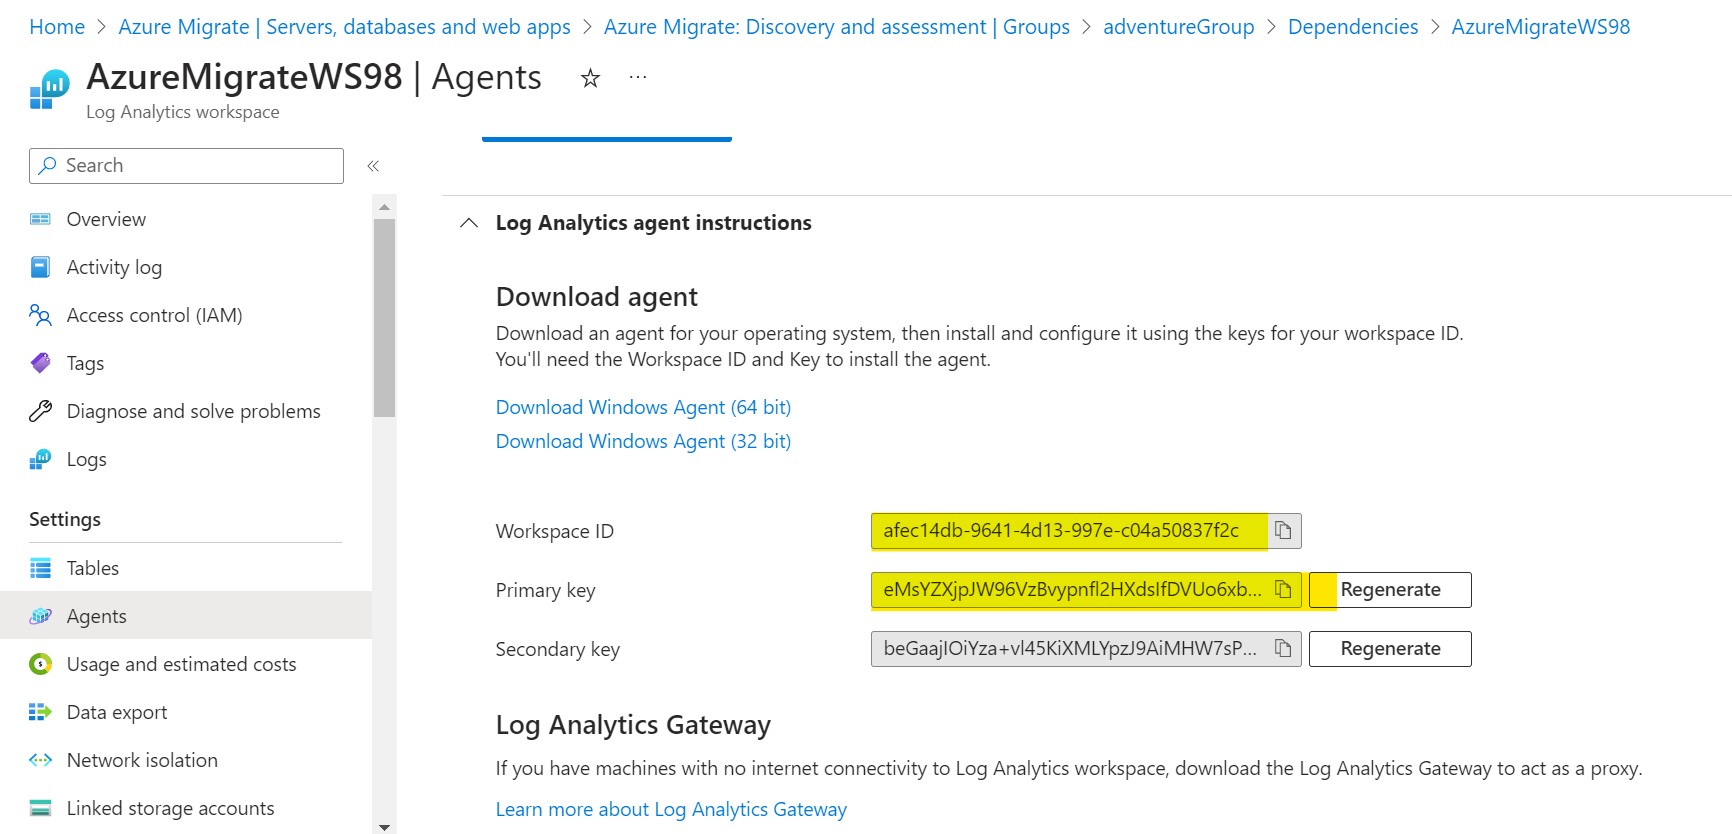 Home > Azure Migrate | Servers, databases and web apps > Azure Migrate: Discovery and assessment | Groups > adventureGroup > Dependencies > AzureMigrateWS98
AzureMigrateWS98 | Agents ☆ ...
Log Analytics workspace
Search «
Overview
Activity log
Access control (IAM)
Tags
Diagnose and solve problems
Logs
Settings
Tables
Agents
Usage and estimated costs
Data export
Network isolation
Linked storage accounts
Log Analytics agent instructions
Download agent
Download an agent for your operating system, then install and configure it using the keys for your workspace ID.
You'll need the Workspace ID and Key to install the agent.
Download Windows Agent (64 bit)
Download Windows Agent (32 bit)
Workspace ID afec14db-9641-4d13-997e-c04a50837f2c
Primary key eMsYZXjpJW96VzBvypnfl2HXdsIfDVUo6xb... Regenerate
Secondary key beGaajIOiYza+vl45KiXMLYpzJ9AiMHW7sP... Regenerate
Log Analytics Gateway
If you have machines with no internet connectivity to Log Analytics workspace, download the Log Analytics Gateway to act as a proxy.
Learn more about Log Analytics Gateway